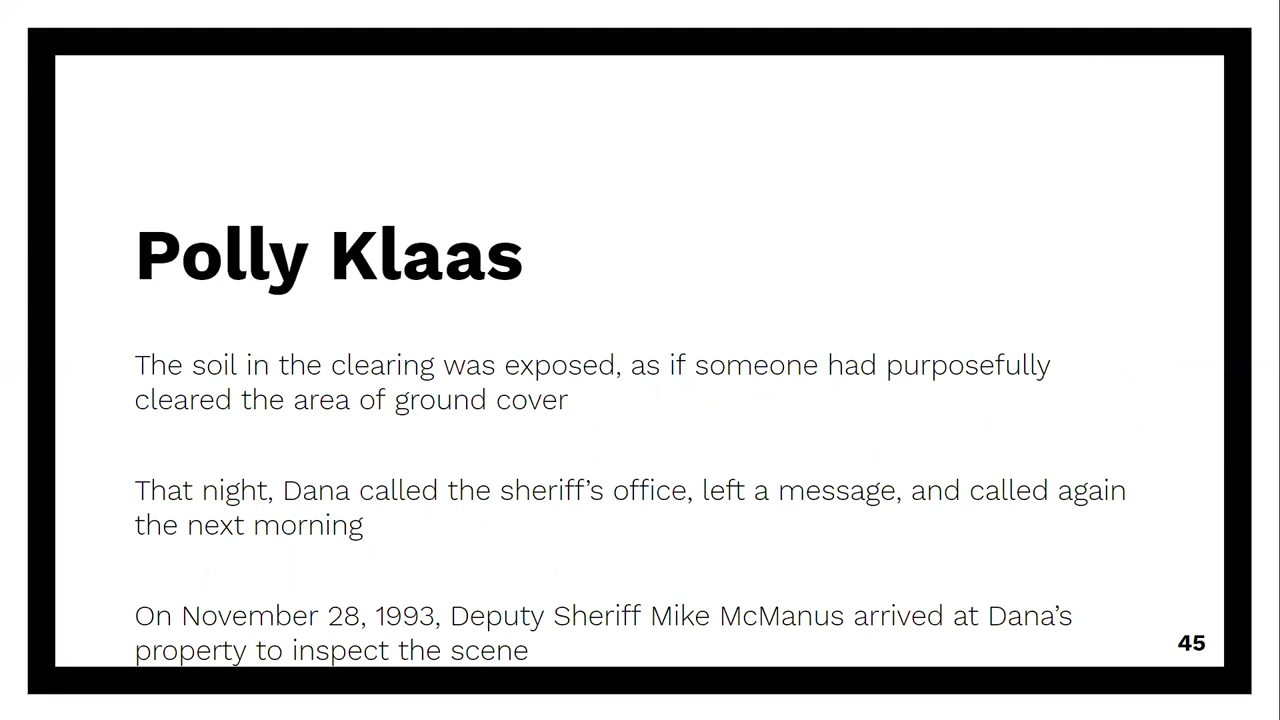 Polly Klaas
The soil in the clearing was exposed, as if someone had purposefully
cleared the area of ground cover
That night, Dana called the sheriff’s office, left a message, and called again
the next morning
On November 28, 1993, Deputy Sheriff Mike McManus arrived at Dana’s
property to inspect the scene
45